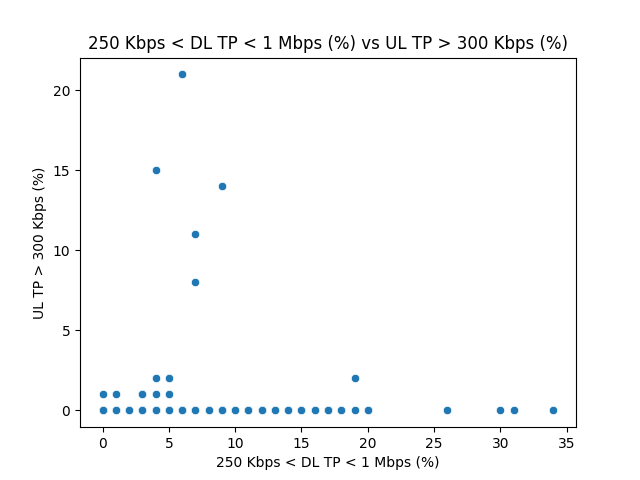 250 Kbps < DL TP < 1 Mbps (%) vs UL TP > 300 Kbps (%)
20
15
10
5
0
UL TP > 300 Kbps (%)
0 5 10 15 20 25 30 35
250 Kbps < DL TP < 1 Mbps (%)